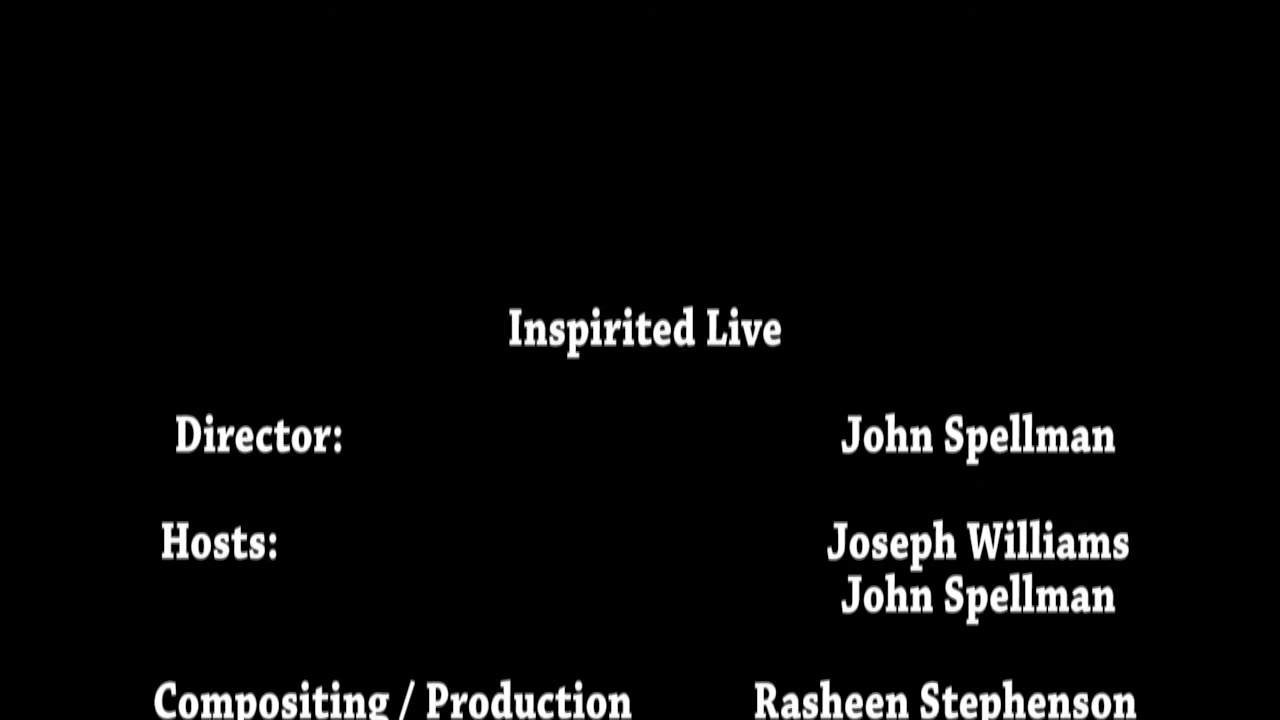 Inspirited Live
Director: John Spellman
Hosts: Joseph Williams
John Spellman
Compositing / Production Rasheen Stephenson